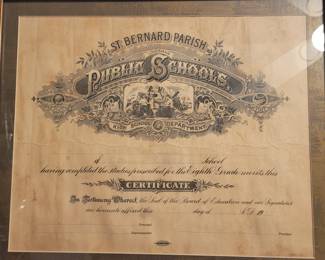 ST. BERNARD PARISH
PUBLIC SCHOOLS.
HIGH SCHOOL DEPARTMENT
of School
having completed the Studies prescribed for the Eighth Grade merits this
CERTIFICATE
In Testimony Whereof, the Seal of the Board of Education and our Signatures
are hereunto affixed this day of A.D. 19